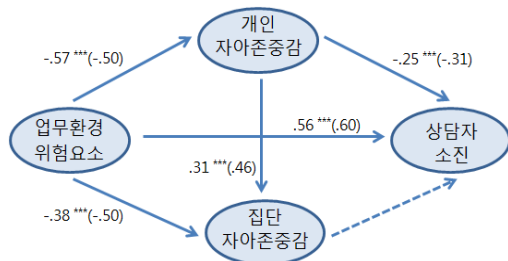 개인
자아존중감
-.57 ***(-.50)
-.25 ***(-.31)
업무환경
위험요소
.56 ***(.60)
상담자
소진
.31 ***(.46)
-.38 ***(-.50)
집단
자아존중감